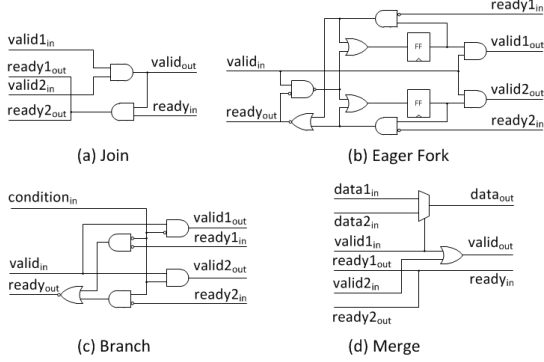 valid1in
ready1out
valid2in
ready2out
validout
readyin
(a) Join
ready1in
FF
valid1out
validin
valid2out
FF
readyout
ready2in
(b) Eager Fork
conditionin
valid1out
ready1in
validin
valid2out
readyout
ready2in
(c) Branch
data1in
dataout
data2in
valid1in
validout
ready1out
readyin
valid2in
ready2out
(d) Merge